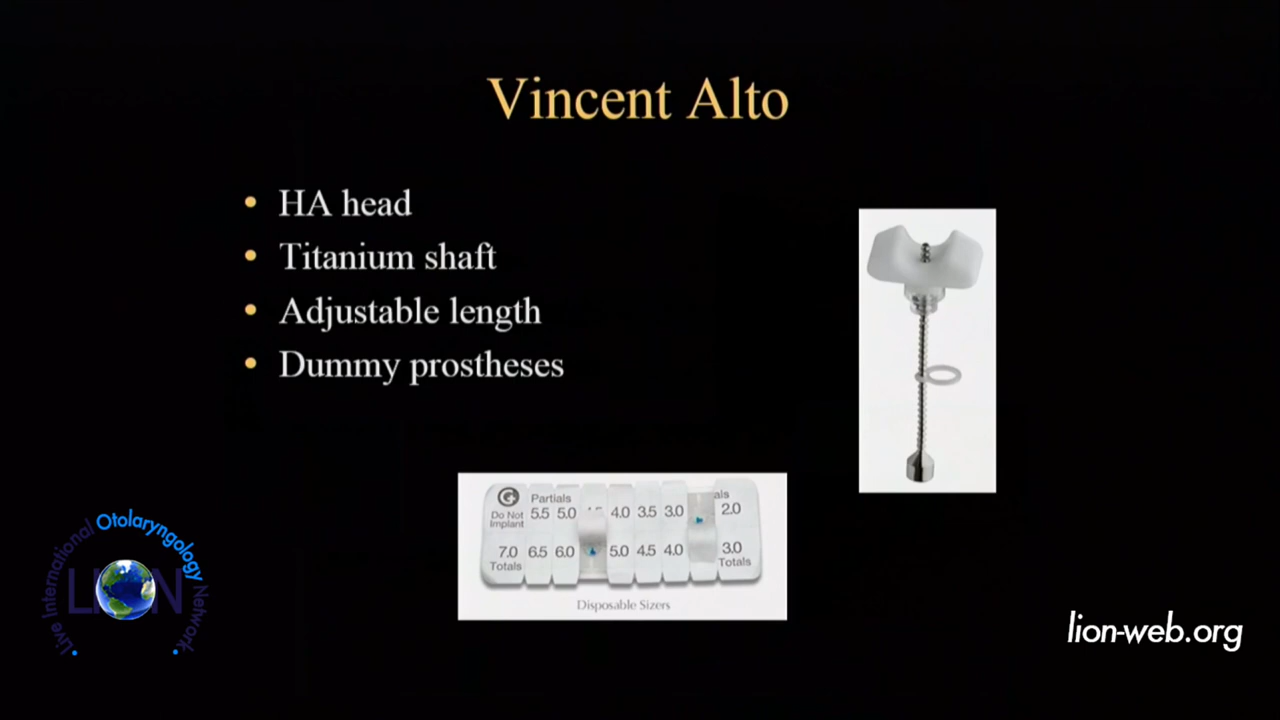 Vincent Alto
• HA head
• Titanium shaft
• Adjustable length
• Dummy prostheses
Partials
Do Not
Implant
5.5 5.0 4.0 3.5 3.0 2.0
7.0 6.5 6.0 5.0 4.5 4.0 3.0
Totals Totals
Disposable Sizers
LION
Live International Otolaryngology Network
lion-web.org